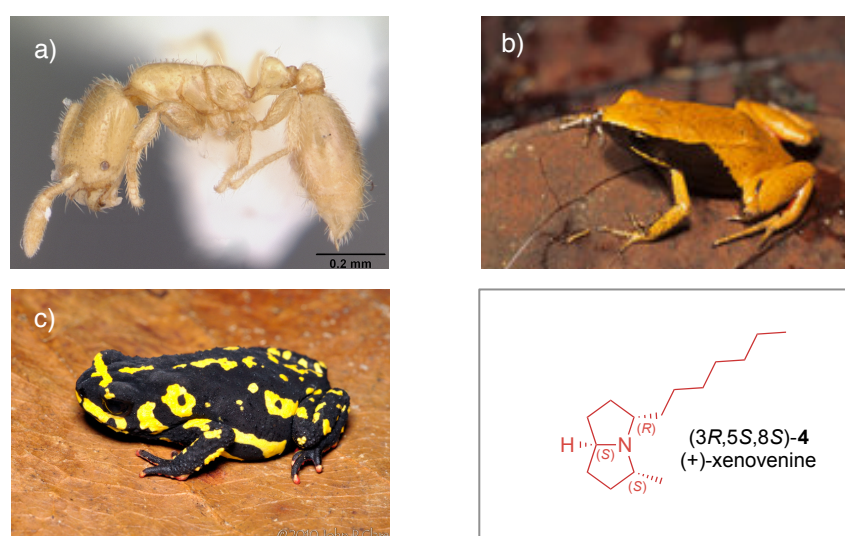 a)
0.2 mm
b)
c)
H
(S)
N
(R)
(S)
(3R,5S,8S)-4
(+)-xenovenine